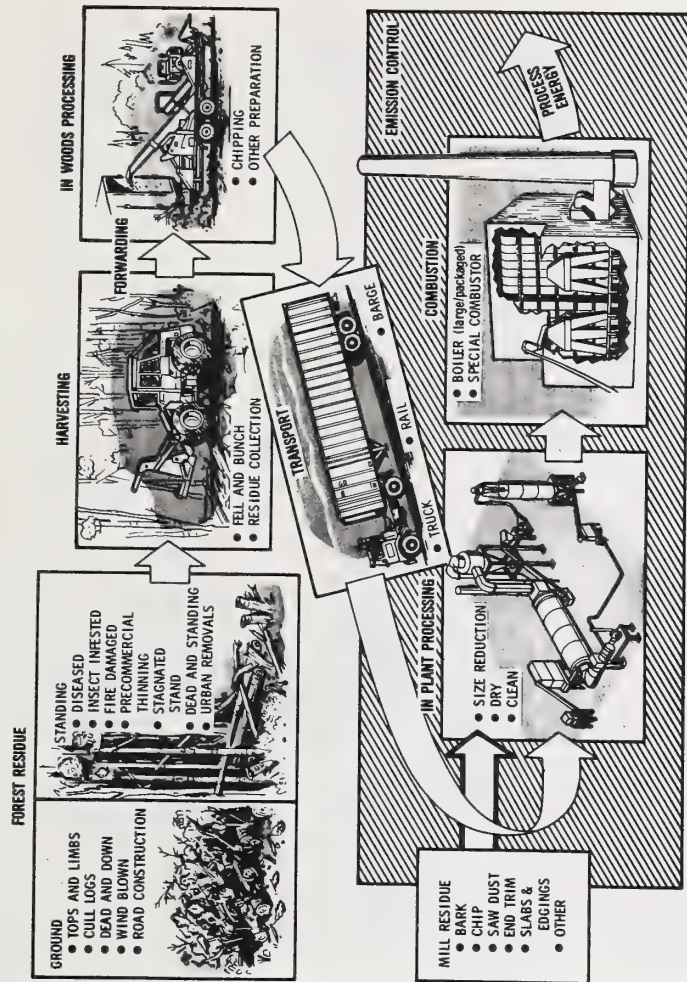 FOREST RESIDUE
GROUND
• TOPS AND LIMBS
• CULL LOGS
• DEAD AND DOWN
• WIND BLOWN
• ROAD CONSTRUCTION
STANDING
• DISEASED
• INSECT INFESTED
• FIRE DAMAGED
• PRECOMMERCIAL
THINNING
• STAGNATED
STAND
• DEAD AND STANDING
• URBAN REMOVALS
HARVESTING
• FELL AND BUNCH
• RESIDUE COLLECTION
FORWARDING
IN WOODS PROCESSING
• CHIPPING
• OTHER PREPARATION
TRANSPORT
• TRUCK • RAIL • BARGE
MILL RESIDUE
• BARK
• CHIP
• SAW DUST
• END TRIM
• SLABS &
EDGINGS
• OTHER
IN PLANT PROCESSING
• SIZE REDUCTION
• DRY
• CLEAN
COMBUSTION
• BOILER (large/packaged)
• SPECIAL COMBUSTOR
EMISSION CONTROL
PROCESS
ENERGY